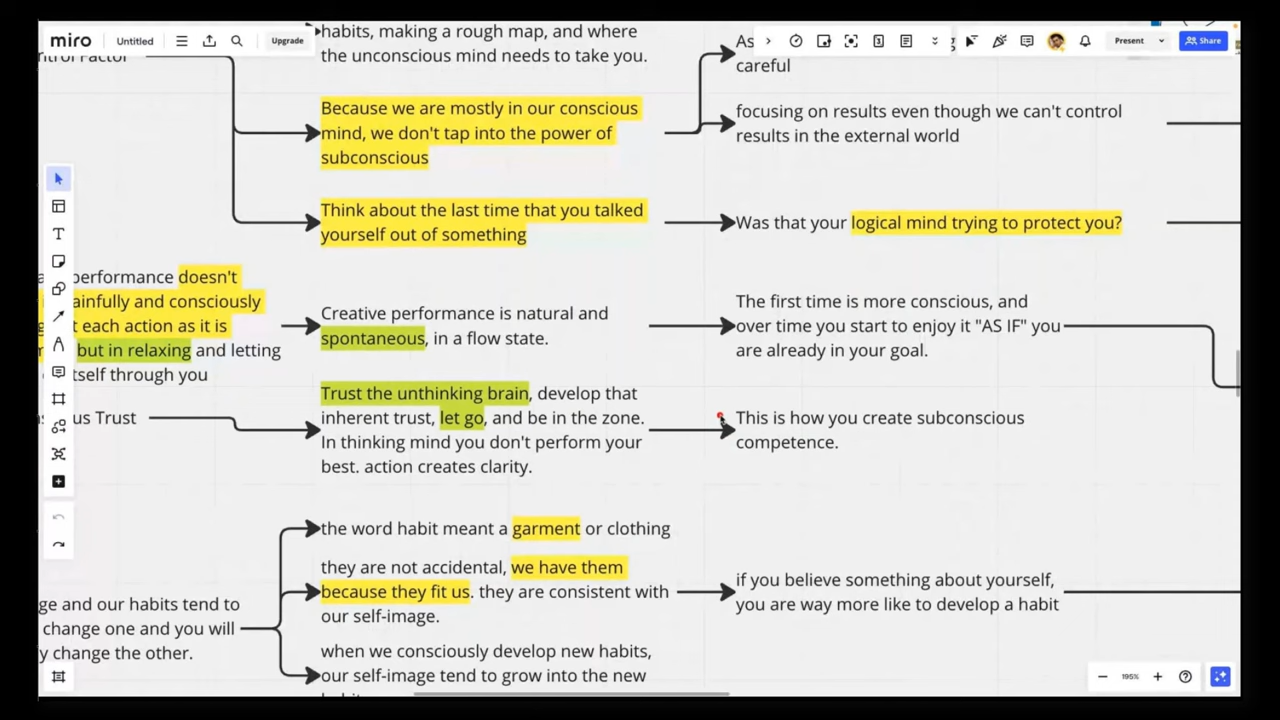 miro Untitled Upgrade
Present Share
ntrol Factor
habits, making a rough map, and where
the unconscious mind needs to take you.
As
careful
Because we are mostly in our conscious
mind, we don't tap into the power of
subconscious
focusing on results even though we can't control
results in the external world
Think about the last time that you talked
yourself out of something
Was that your logical mind trying to protect you?
performance doesn't
ainfully and consciously
t each action as it is
but in relaxing and letting
tself through you
Creative performance is natural and
spontaneous, in a flow state.
The first time is more conscious, and
over time you start to enjoy it "AS IF" you
are already in your goal.
us Trust
Trust the unthinking brain, develop that
inherent trust, let go, and be in the zone.
In thinking mind you don't perform your
best. action creates clarity.
This is how you create subconscious
competence.
ge and our habits tend to
change one and you will
y change the other.
the word habit meant a garment or clothing
they are not accidental, we have them
because they fit us. they are consistent with
our self-image.
if you believe something about yourself,
you are way more like to develop a habit
when we consciously develop new habits,
our self-image tend to grow into the new
195%